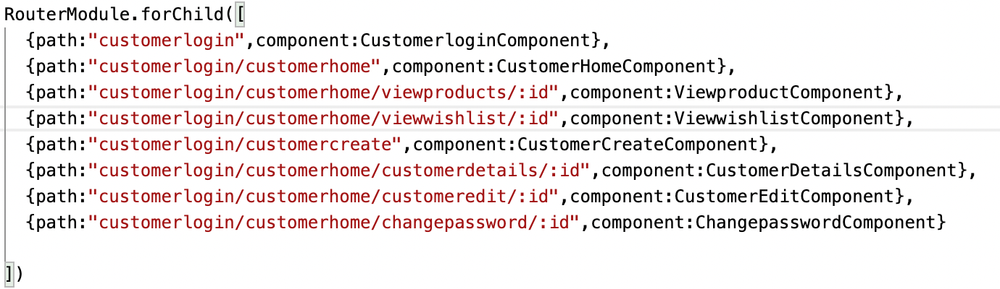 RouterModule.forChild([
{path:"customerlogin",component:CustomerloginComponent},
{path:"customerlogin/customerhome",component:CustomerHomeComponent},
{path:"customerlogin/customerhome/viewproducts/:id",component:ViewproductComponent},
{path:"customerlogin/customerhome/viewwishlist/:id",component:ViewwishlistComponent},
{path:"customerlogin/customercreate",component:CustomerCreateComponent},
{path:"customerlogin/customerhome/customerdetails/:id",component:CustomerDetailsComponent},
{path:"customerlogin/customerhome/customeredit/:id",component:CustomerEditComponent},
{path:"customerlogin/customerhome/changepassword/:id",component:ChangepasswordComponent}
])